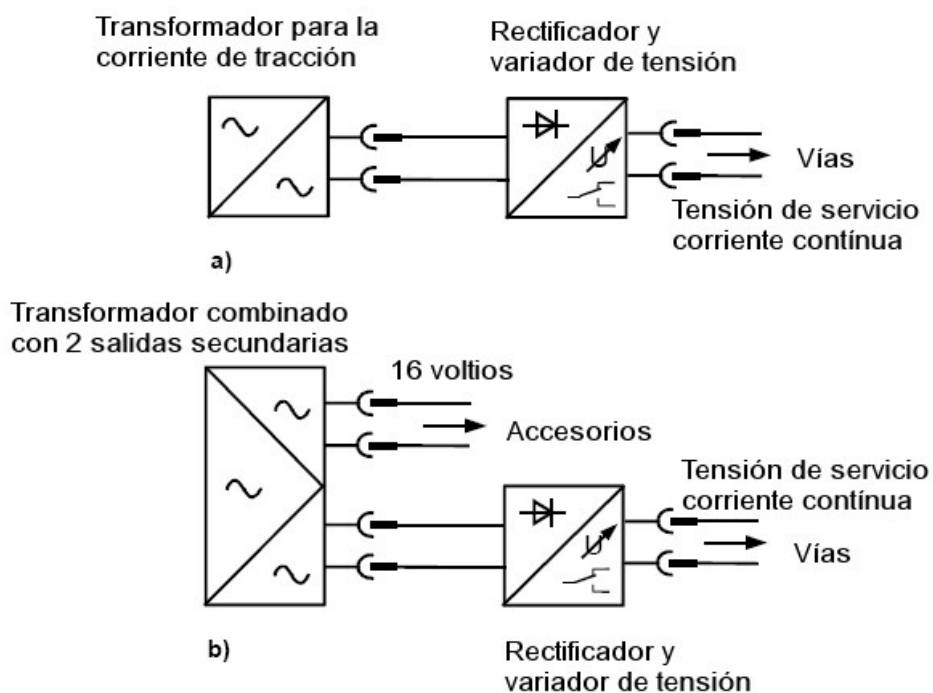 Transformador para la
corriente de tracción
Rectificador y
variador de tensión
U
Vías
Tensión de servicio
corriente contínua
a)
Transformador combinado
con 2 salidas secundarias
16 voltios
Accesorios
Tensión de servicio
corriente contínua
U
Vías
b)
Rectificador y
variador de tensión